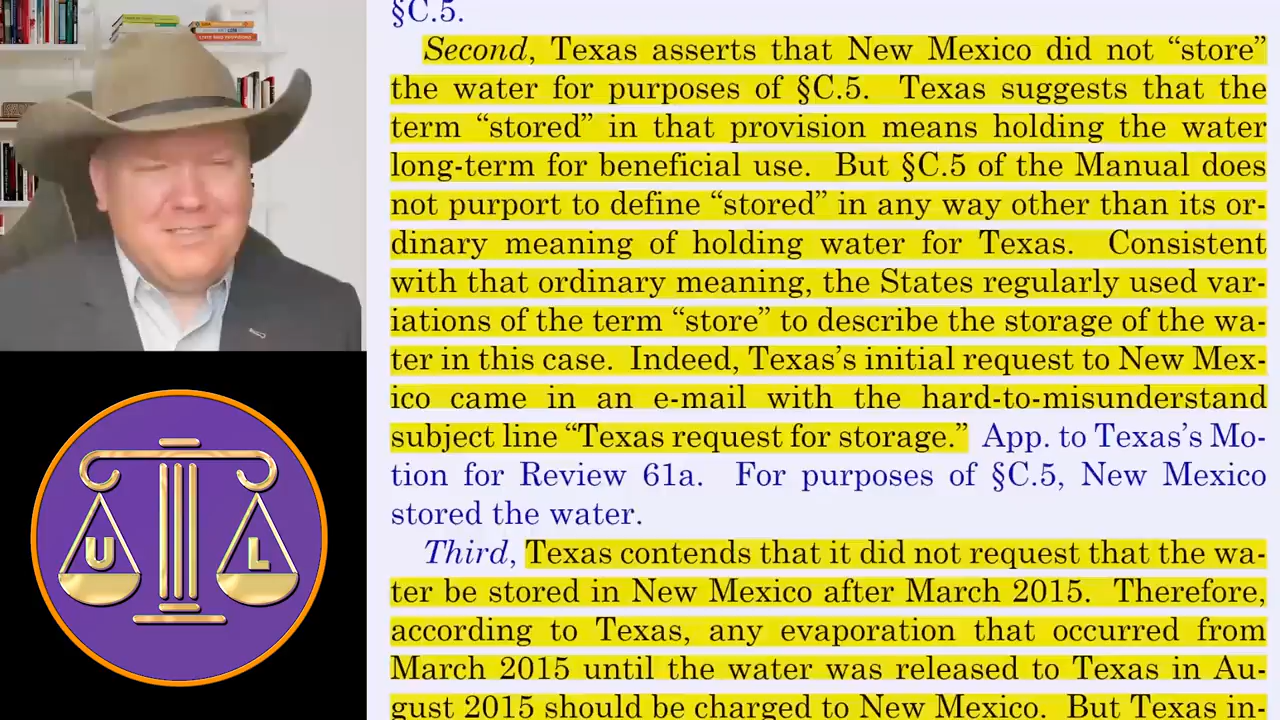 §C.5.
Second, Texas asserts that New Mexico did not “store”
the water for purposes of §C.5. Texas suggests that the
term “stored” in that provision means holding the water
long-term for beneficial use. But §C.5 of the Manual does
not purport to define “stored” in any way other than its or-
dinary meaning of holding water for Texas. Consistent
with that ordinary meaning, the States regularly used var-
iations of the term “store” to describe the storage of the wa-
ter in this case. Indeed, Texas’s initial request to New Mex-
ico came in an e-mail with the hard-to-misunderstand
subject line “Texas request for storage.” App. to Texas’s Mo-
tion for Review 61a. For purposes of §C.5, New Mexico
stored the water.
Third, Texas contends that it did not request that the wa-
ter be stored in New Mexico after March 2015. Therefore,
according to Texas, any evaporation that occurred from
March 2015 until the water was released to Texas in Au-
gust 2015 should be charged to New Mexico. But Texas in-
U L